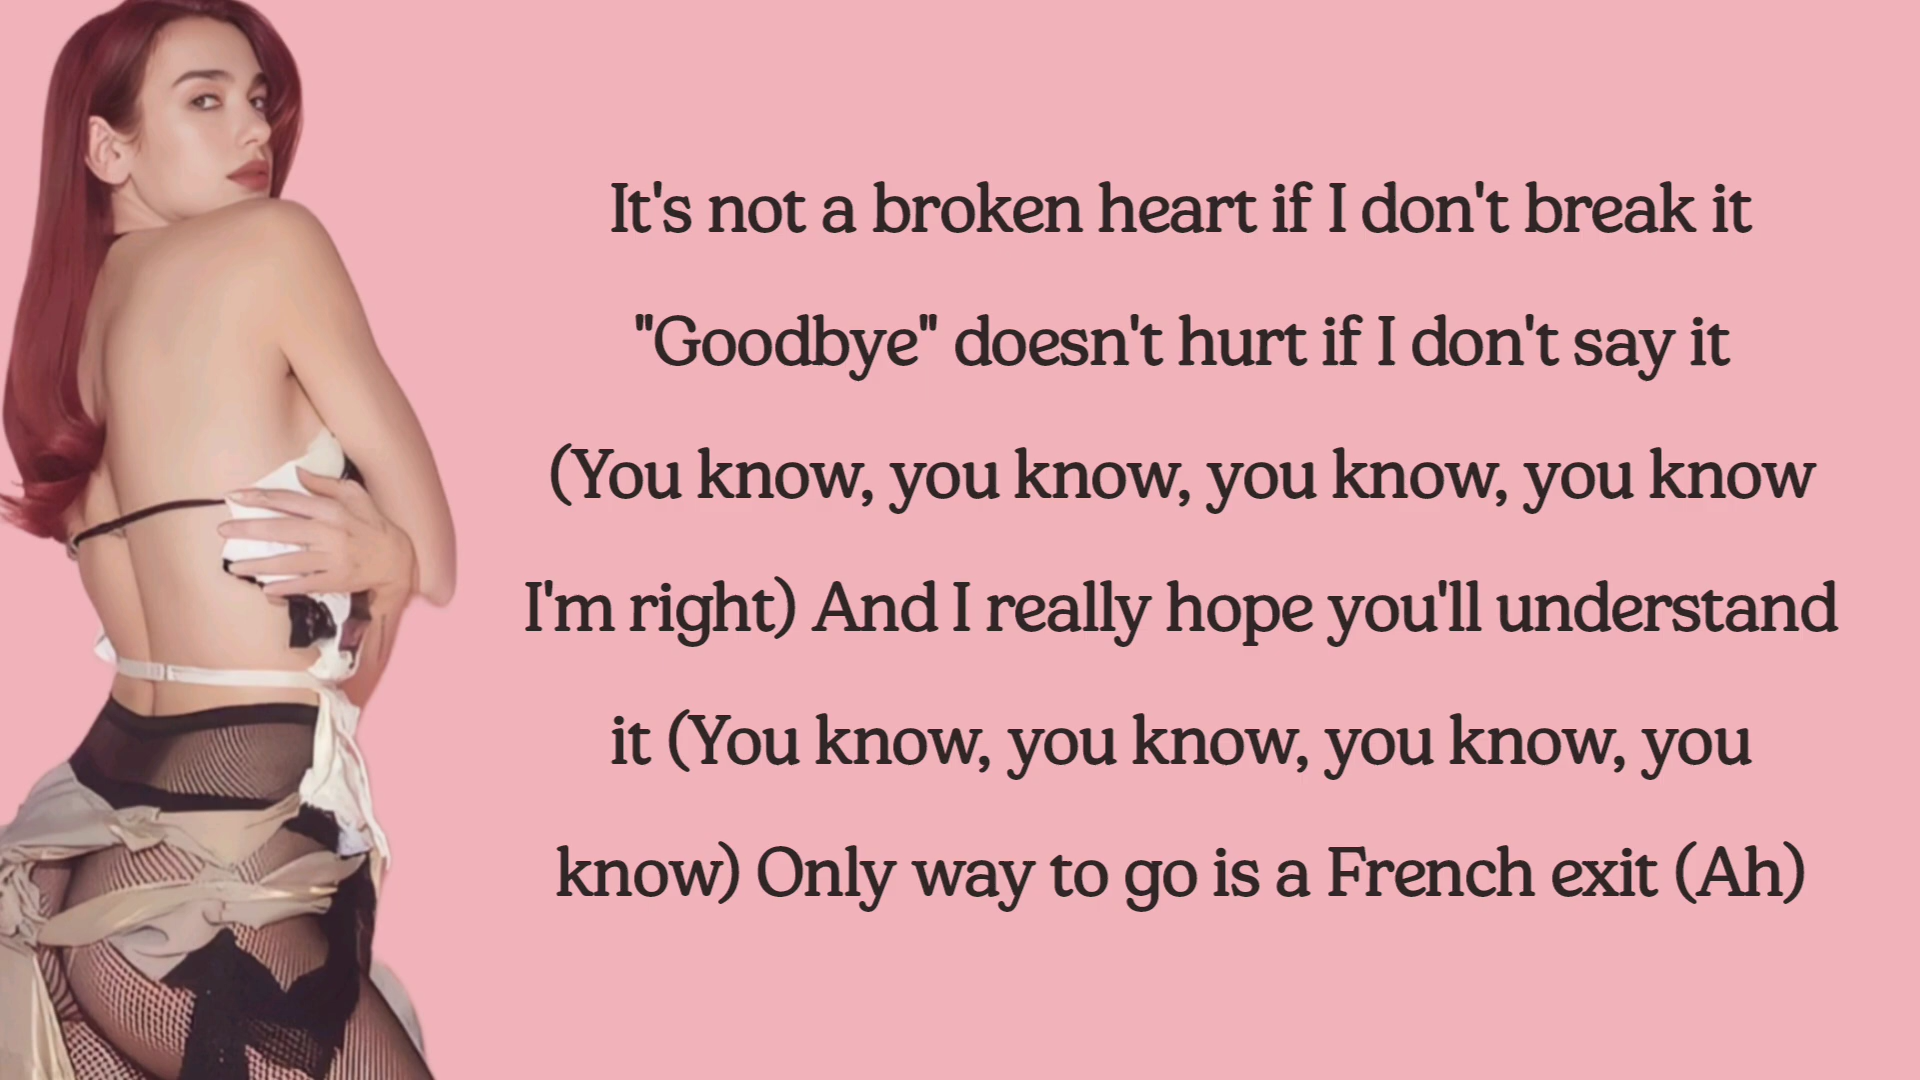 It's not a broken heart if I don't break it
"Goodbye" doesn't hurt if I don't say it
(You know, you know, you know, you know
I'm right) And I really hope you'll understand
it (You know, you know, you know, you
know) Only way to go is a French exit (Ah)